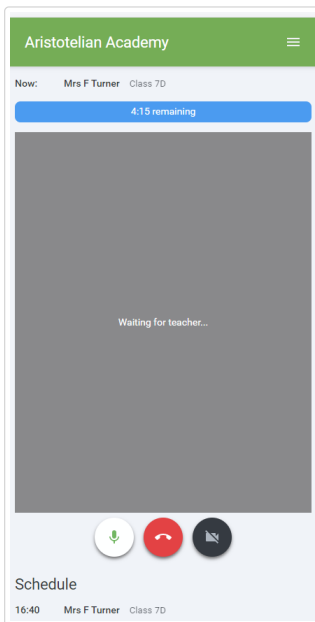 Aristotelian Academy
Now: Mrs F Turner Class 7D
4:15 remaining
Waiting for teacher...
Schedule
16:40 Mrs F Turner Class 7D